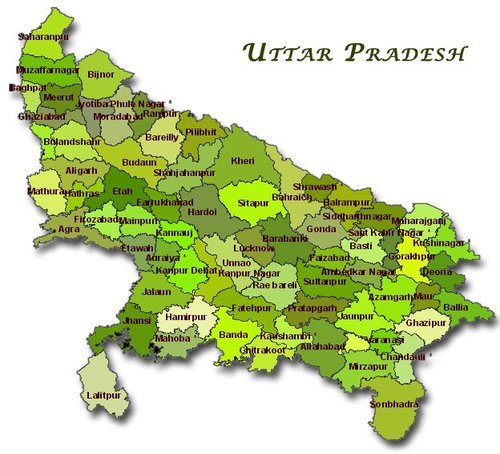 UTTAR PRADESH
Saharanpur
Muzaffarnagar
Bijnor
Baghpat
Meerut
Jyotiba Phule Nagar
Ghaziabad
Moradabad
Rampur
Bulandshahr
Bareilly
Pilibhit
Aligarh
Budaun
Shahjahanpur
Kheri
Mathura
Hathras
Etah
Farrukhabad
Hardoi
Sitapur
Bahraich
Shrawasti
Balrampur
Siddharthnagar
Maharajgatj
Agra
Firozabad
Mainpuri
Kannauj
Lucknow
Barabanki
Gonda
Basti
Sant Kabir Nagar
Kushinagar
Gorakhpur
Etawah
Auraiya
Kanpur Dehat
Unnao
Kanpur Nagar
Rae bareli
Faizabad
Ambedkar Nagar
Deoria
Sultanpur
Azamgarh
Mau
Ballia
Jalaun
Hamirpur
Fatehpur
Pratapgarh
Jaunpur
Ghazipur
Jhansi
Mahoba
Banda
Kaushambi
Chitrakoot
Allahabad
Varanasi
Chandauli
Mirzapur
Lalitpur
Sonbhadra